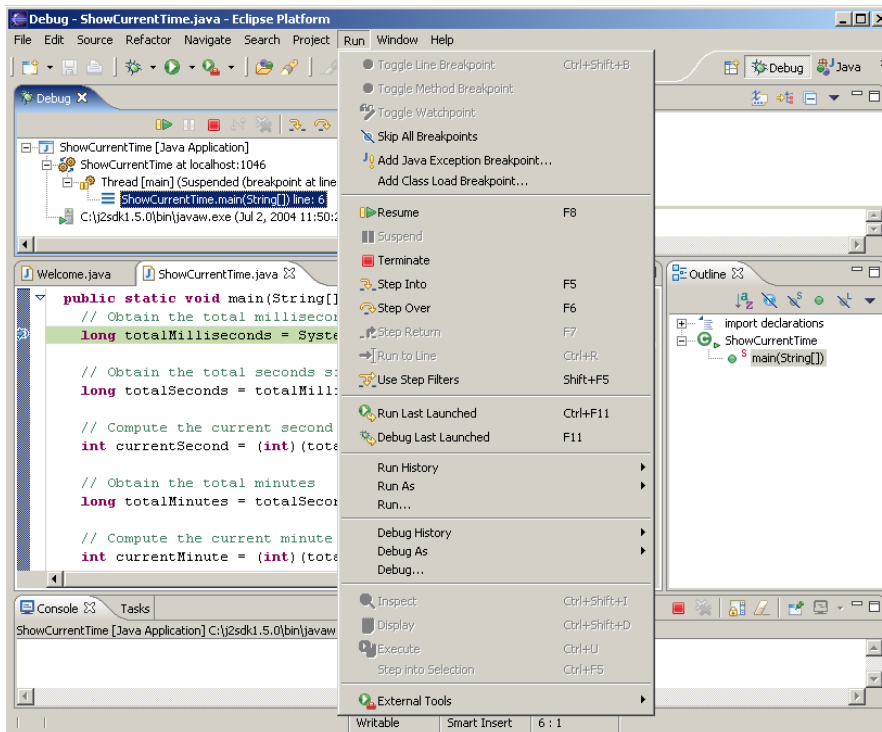 Debug - ShowCurrentTime.java - Eclipse Platform
File Edit Source Refactor Navigate Search Project Run Window Help
Debug Java
Debug
ShowCurrentTime [Java Application]
ShowCurrentTime at localhost:1046
Thread [main] (Suspended (breakpoint at line
ShowCurrentTime.main(String[]) line: 6
C:\j2sdk1.5.0\bin\javaw.exe (Jul 2, 2004 11:50:2
Toggle Line Breakpoint Ctrl+Shift+B
Toggle Method Breakpoint
Toggle Watchpoint
Skip All Breakpoints
Add Java Exception Breakpoint...
Add Class Load Breakpoint...
Resume F8
Suspend
Terminate
Step Into F5
Step Over F6
Step Return F7
Run to Line Ctrl+R
Use Step Filters Shift+F5
Run Last Launched Ctrl+F11
Debug Last Launched F11
Run History
Run As
Run...
Debug History
Debug As
Debug...
Inspect Ctrl+Shift+I
Display Ctrl+Shift+D
Execute Ctrl+U
Step into Selection Ctrl+F5
External Tools
Welcome.java ShowCurrentTime.java
public static void main(String[]
// Obtain the total millisecon
long totalMilliseconds = Syste
// Obtain the total seconds si
long totalSeconds = totalMilli
// Compute the current second
int currentSecond = (int)(tota
// Obtain the total minutes
long totalMinutes = totalSecon
// Compute the current minute
int currentMinute = (int)(tota
Outline
import declarations
ShowCurrentTime
main(String[])
Console Tasks
ShowCurrentTime [Java Application] C:\j2sdk1.5.0\bin\javaw
Writable Smart Insert 6 : 1